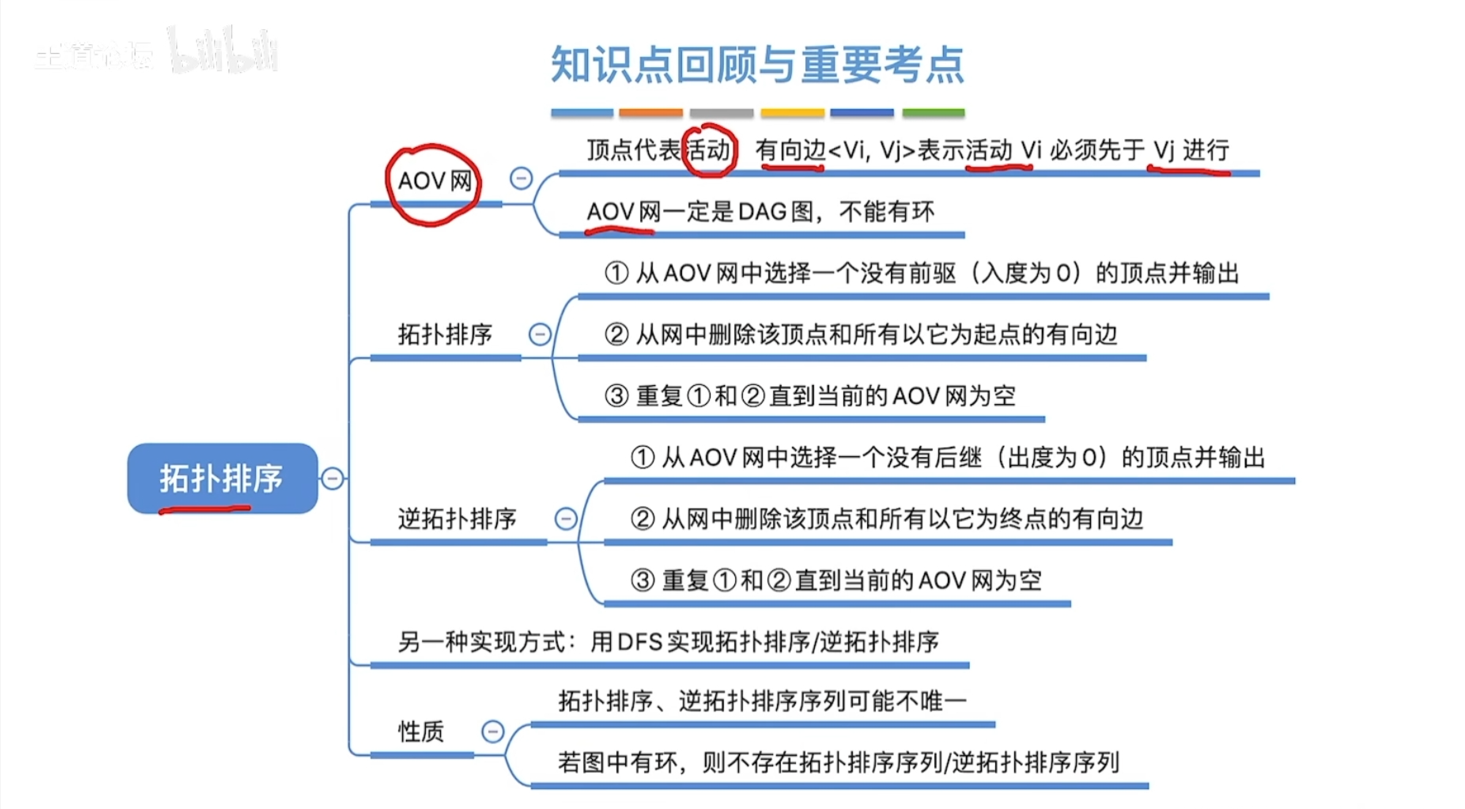 bilibili
知识点回顾与重要考点
顶点代表活动 有向边<Vi, Vj>表示活动 Vi 必须先于 Vj 进行
AOV网
AOV网一定是DAG图，不能有环
① 从AOV网中选择一个没有前驱（入度为0）的顶点并输出
拓扑排序
② 从网中删除该顶点和所有以它为起点的有向边
③ 重复①和②直到当前的AOV网为空
① 从AOV网中选择一个没有后继（出度为0）的顶点并输出
拓扑排序
逆拓扑排序
② 从网中删除该顶点和所有以它为终点的有向边
③ 重复①和②直到当前的AOV网为空
另一种实现方式：用DFS实现拓扑排序/逆拓扑排序
拓扑排序、逆拓扑排序序列可能不唯一
性质
若图中有环，则不存在拓扑排序序列/逆拓扑排序序列